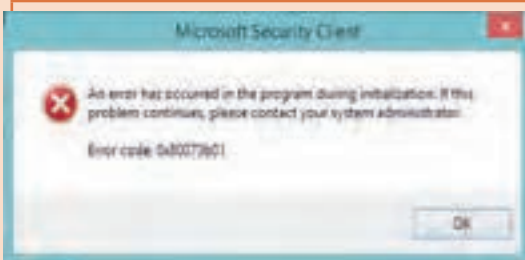 Microsoft Security Client
An error has occurred in the program during initialization. If this
problem continues, please contact your system administrator.
Error code: 0x80073b01
OK